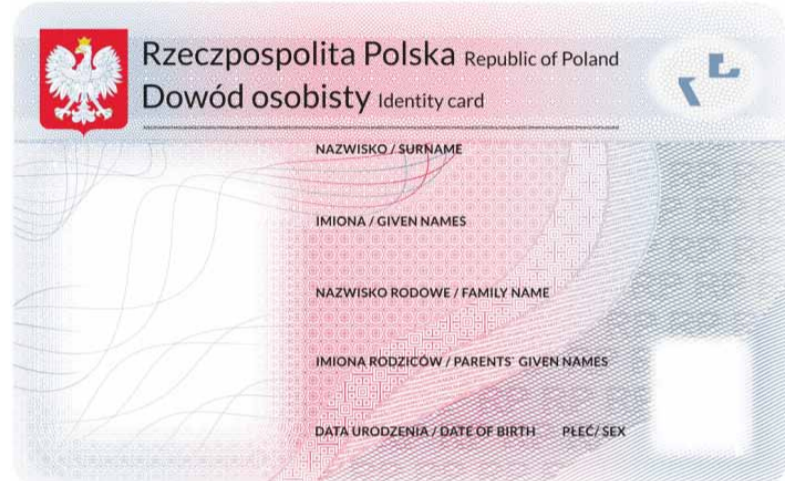 Rzeczpospolita Polska Republic of Poland
Dowód osobisty Identity card
NAZWISKO / SURNAME
IMIONA / GIVEN NAMES
NAZWISKO RODOWE / FAMILY NAME
IMIONA RODZICÓW / PARENTS` GIVEN NAMES
DATA URODZENIA / DATE OF BIRTH PŁEĆ/ SEX